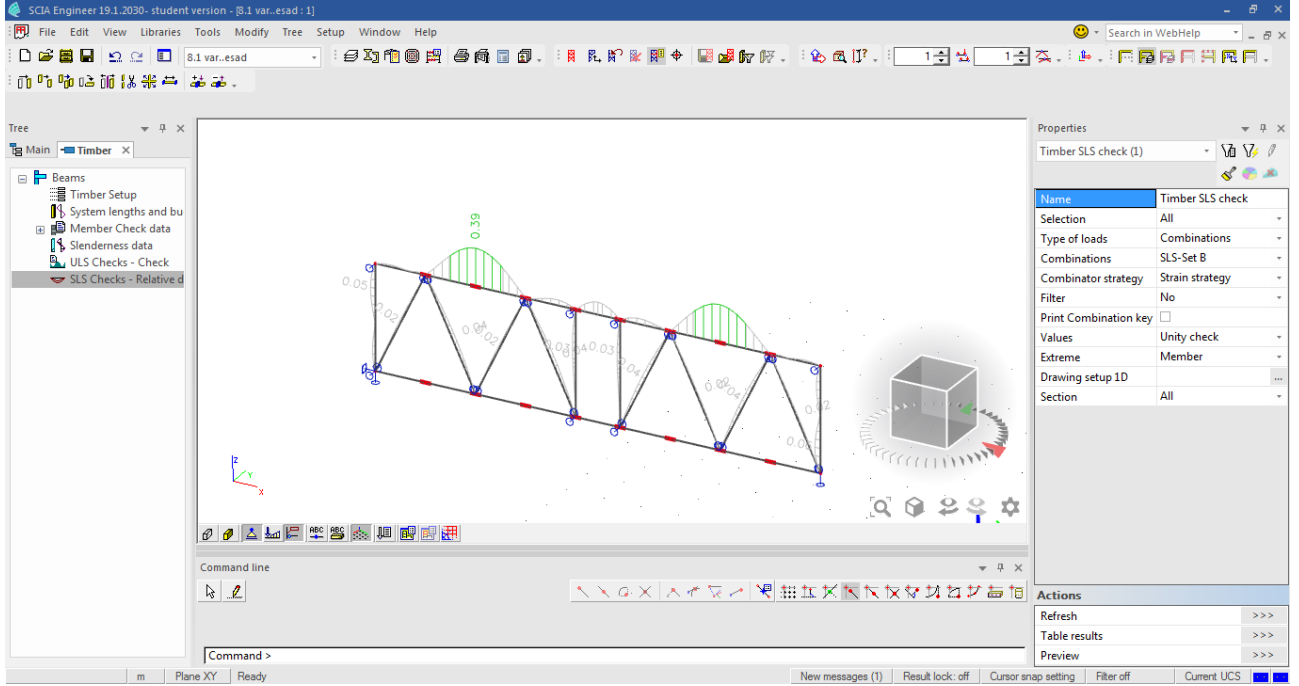 SCIA Engineer 19.1.2030- student version - [8.1 var..esad : 1]
File Edit View Libraries Tools Modify Tree Setup Window Help
Search in WebHelp
8.1 var..esad
1
1
Tree
Main
Timber
Beams
Timber Setup
System lengths and bu
Member Check data
Slenderness data
ULS Checks - Check
SLS Checks - Relative d
0.39
0.05
0.02
0.04
0.02
0.03
0.03
0.04
0.04
0.02
z
Y
x
ABC
ABC
Command line
Command >
Properties
Timber SLS check (1)
Name Timber SLS check
Selection All
Type of loads Combinations
Combinations SLS-Set B
Combinator strategy Strain strategy
Filter No
Print Combination key
Values Unity check
Extreme Member
Drawing setup 1D ...
Section All
Actions
Refresh >>>
Table results >>>
Preview >>>
m Plane XY Ready New messages (1) Result lock: off Cursor snap setting Filter off Current UCS